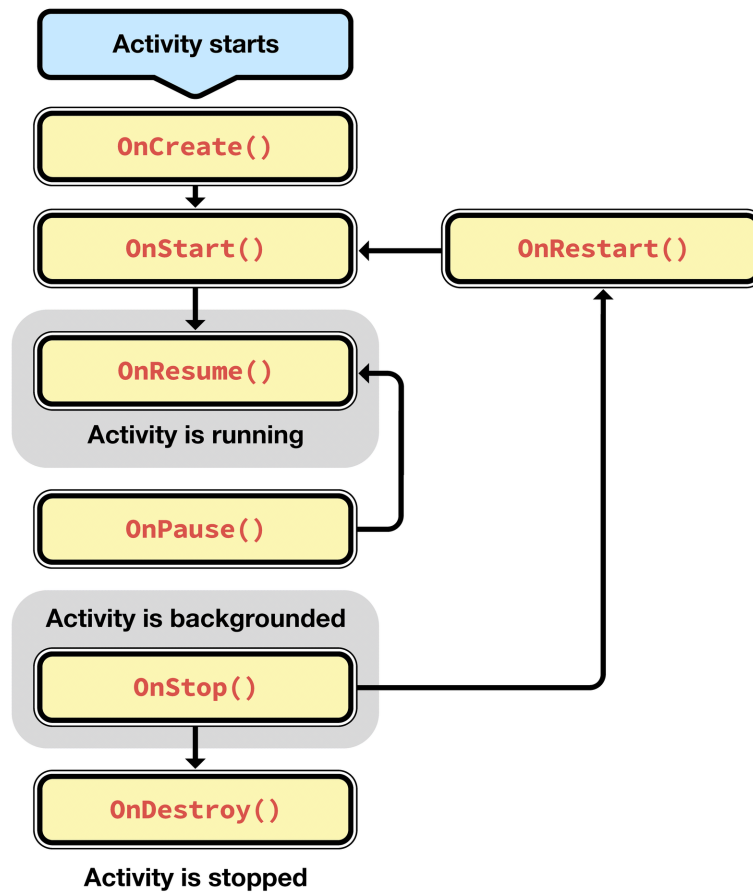 Activity starts
OnCreate()
OnStart()
OnRestart()
OnResume()
Activity is running
OnPause()
Activity is backgrounded
OnStop()
OnDestroy()
Activity is stopped